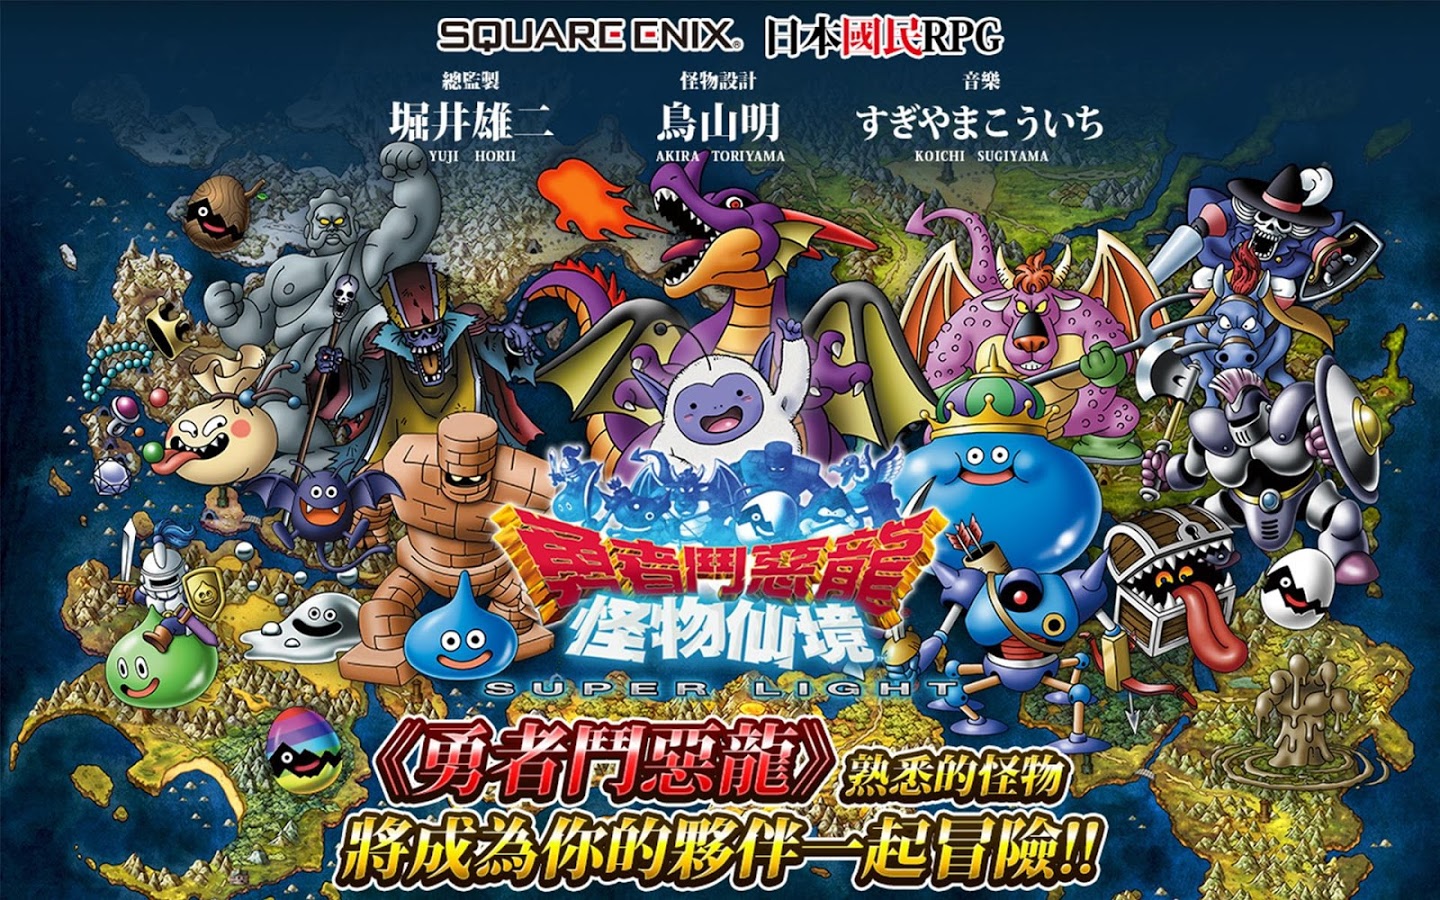 SQUARE ENIX® 日本國民RPG
總監製 怪物設計 音樂
堀井雄二 鳥山明 すぎやまこういち
YUJI HORII AKIRA TORIYAMA KOICHI SUGIYAMA
勇者鬥惡龍
怪物仙境
SUPER LIGHT
《勇者鬥惡龍》熟悉的怪物
將成為你的夥伴一起冒險!!